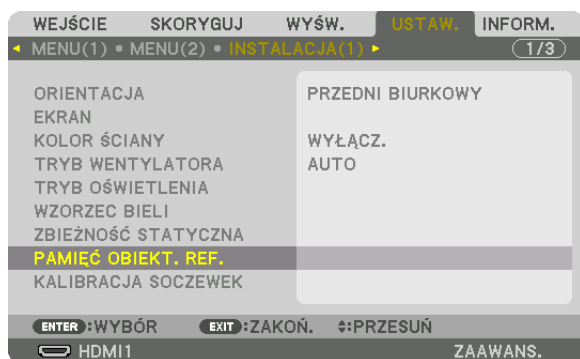 WEJŚCIE SKORYGUJ WYŚW. USTAW. INFORM.
MENU(1) • MENU(2) • INSTALACJA(1) 1/3
ORIENTACJA PRZEDNI BIURKOWY
EKRAN
KOLOR ŚCIANY WYŁĄCZ.
TRYB WENTYLATORA AUTO
TRYB OŚWIETLENIA
WZORZEC BIELI
ZBIEŻNOŚĆ STATYCZNA
PAMIĘĆ OBIEKT. REF.
KALIBRACJA SOCZEWEK
ENTER :WYBÓR EXIT :ZAKOŃ. :PRZESUŃ
HDMI1 ZAAWANS.